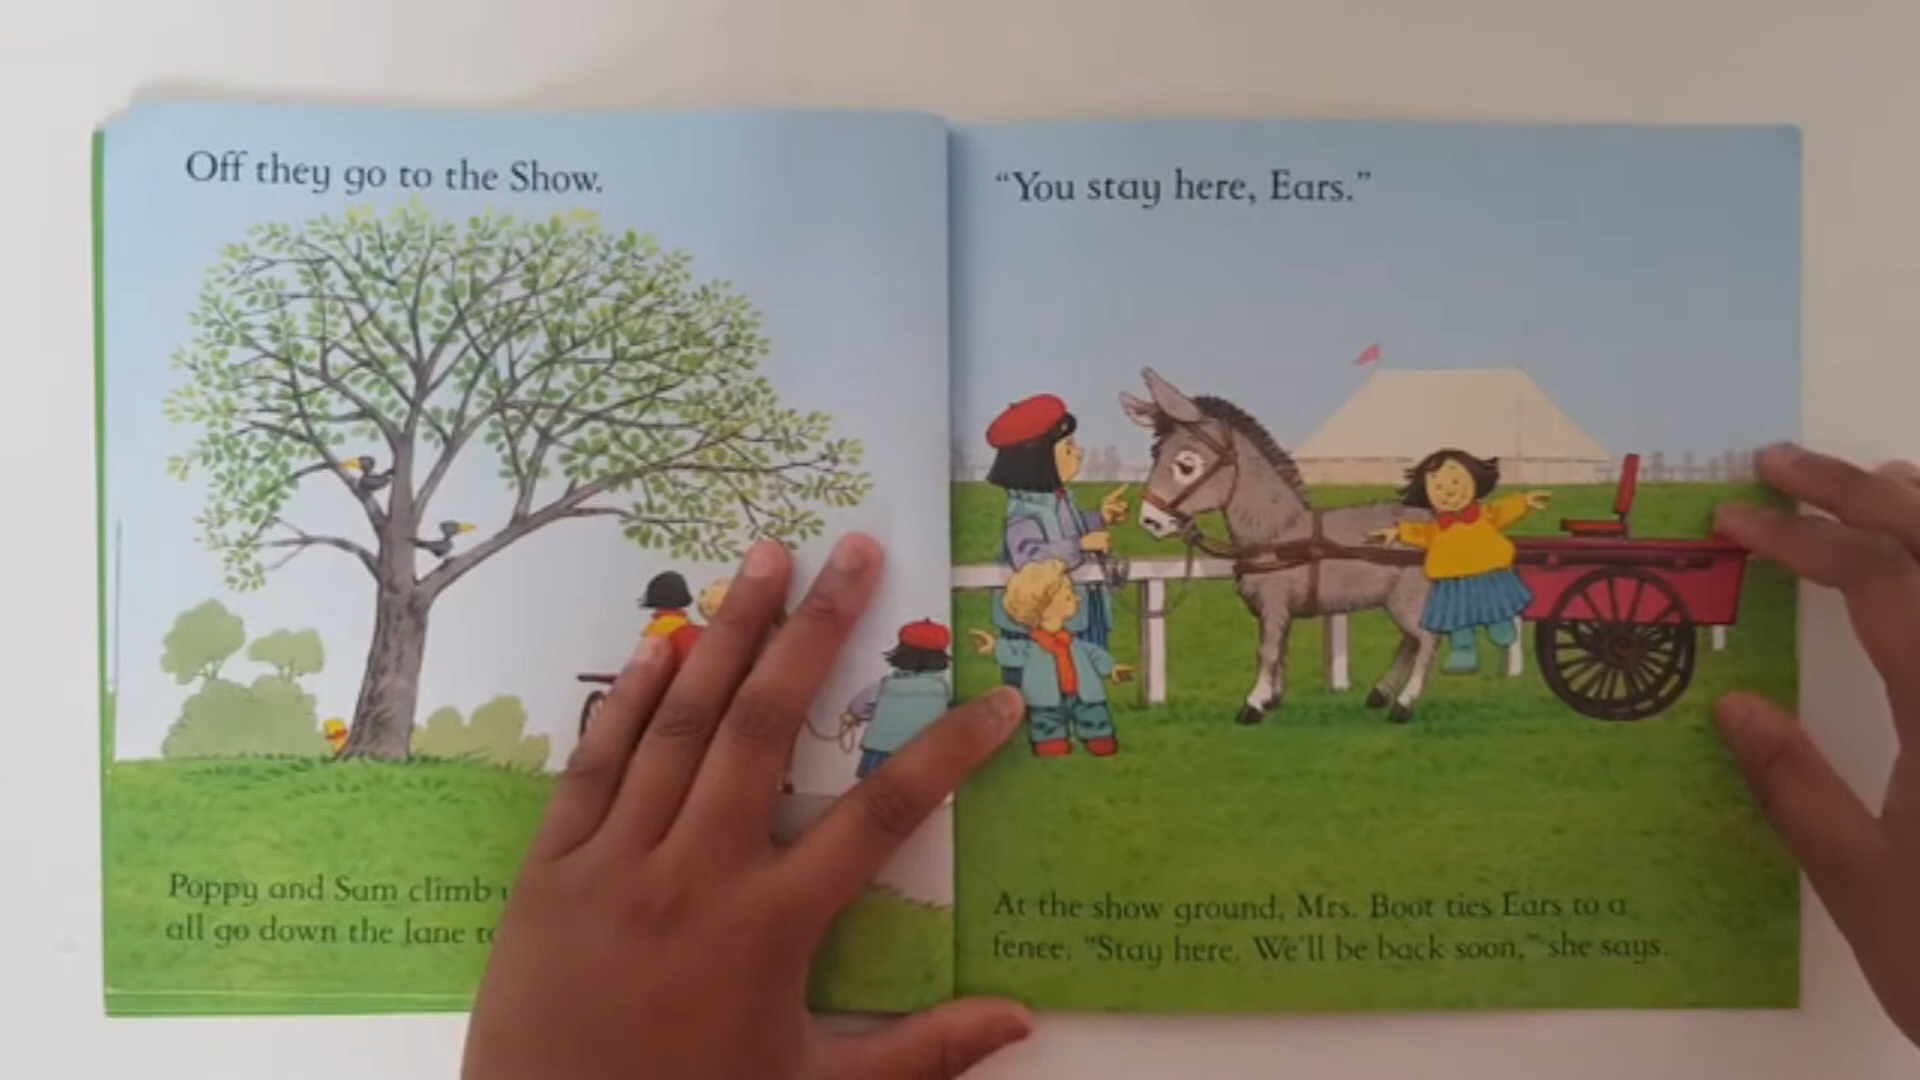 Off they go to the Show.
Poppy and Sam climb
all go down the lane
"You stay here, Ears."
At the show ground, Mrs. Boot ties Ears to a
fence. "Stay here. We'll be back soon," she says.